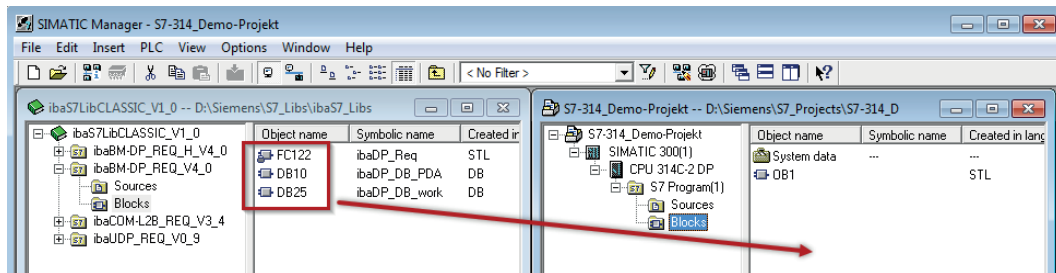 SIMATIC Manager - S7-314_Demo-Projekt
File Edit Insert PLC View Options Window Help
< No Filter >
ibaS7LibCLASSIC_V1_0 -- D:\Siemens\S7_Libs\ibaS7_Libs
ibaS7LibCLASSIC_V1_0
ibaBM-DP_REQ_H_V4_0
ibaBM-DP_REQ_V4_0
Sources
Blocks
ibaCOM-L2B_REQ_V3_4
ibaUDP_REQ_V0_9
Object name Symbolic name Created in
FC122 ibaDP_Req STL
DB10 ibaDP_DB_PDA DB
DB25 ibaDP_DB_work DB
S7-314_Demo-Projekt -- D:\Siemens\S7_Projects\S7-314_D
S7-314_Demo-Projekt
SIMATIC 300(1)
CPU 314C-2 DP
S7 Program(1)
Sources
Blocks
Object name Symbolic name Created in lang
System data --- ---
OB1 STL